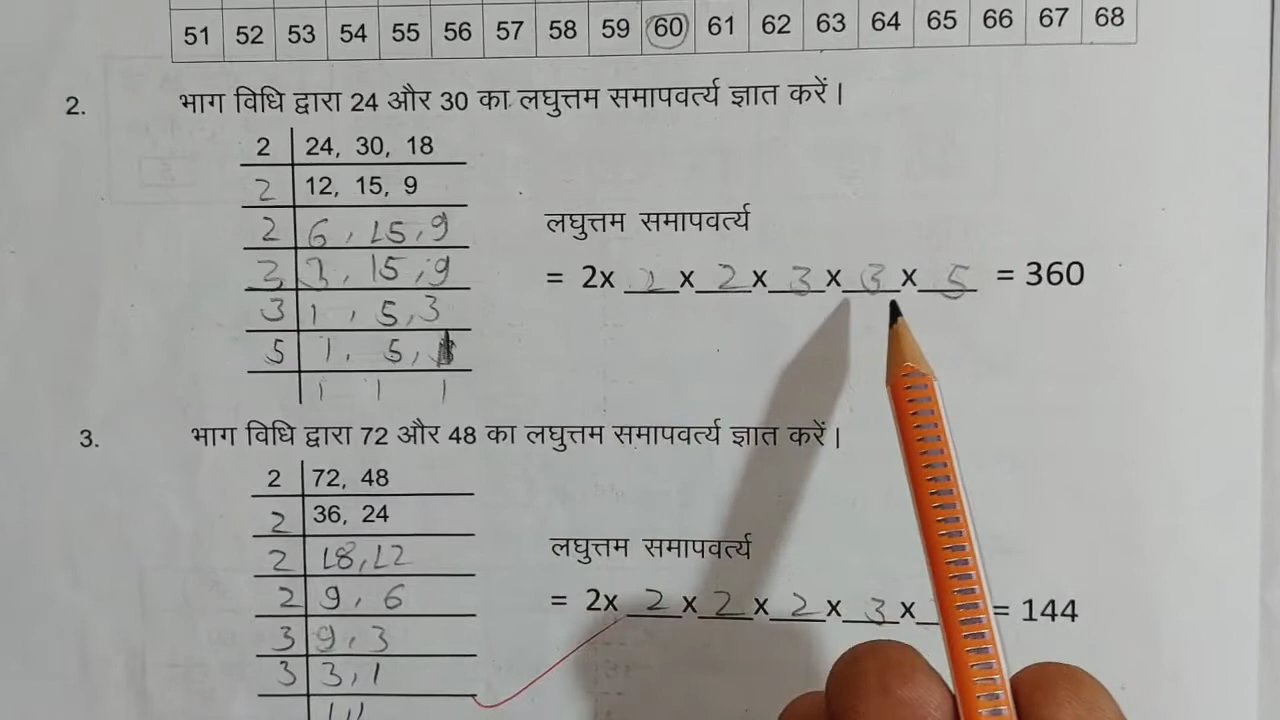 51 52 53 54 55 56 57 58 59 60 61 62 63 64 65 66 67 68
2. भाग विधि द्वारा 24 और 30 का लघुत्तम समापवर्त्य ज्ञात करें।
2 24, 30, 18
2 12, 15, 9
2 6, 15, 9
लघुत्तम समापवर्त्य
3 3, 15, 9
= 2x 2 x 2 x 3 x 3 x 5 = 360
3 1, 5, 3
5 1, 5, 1
1 1 1
3. भाग विधि द्वारा 72 और 48 का लघुत्तम समापवर्त्य ज्ञात करें।
2 72, 48
2 36, 24
2 18, 12
लघुत्तम समापवर्त्य
2 9, 6
= 2x 2 x 2 x 2 x 3 x = 144
3 9, 3
3 3, 1